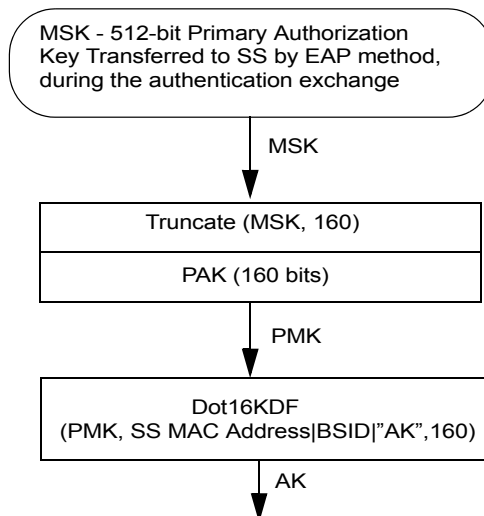 MSK - 512-bit Primary Authorization
Key Transferred to SS by EAP method,
during the authentication exchange
MSK
Truncate (MSK, 160)
PAK (160 bits)
PMK
Dot16KDF
(PMK, SS MAC Address|BSID|”AK”,160)
AK